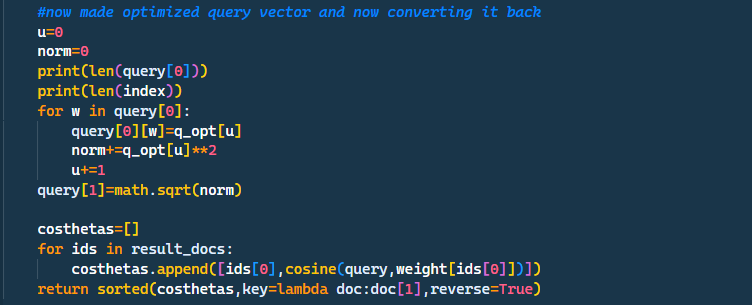 #now made optimized query vector and now converting it back
u=0
norm=0
print(len(query[0]))
print(len(index))
for w in query[0]:
    query[0][w]=q_opt[u]
    norm+=q_opt[u]**2
    u+=1
query[1]=math.sqrt(norm)

costhetas=[]
for ids in result_docs:
    costhetas.append([ids[0],cosine(query,weight[ids[0]])])
return sorted(costhetas,key=lambda doc:doc[1],reverse=True)